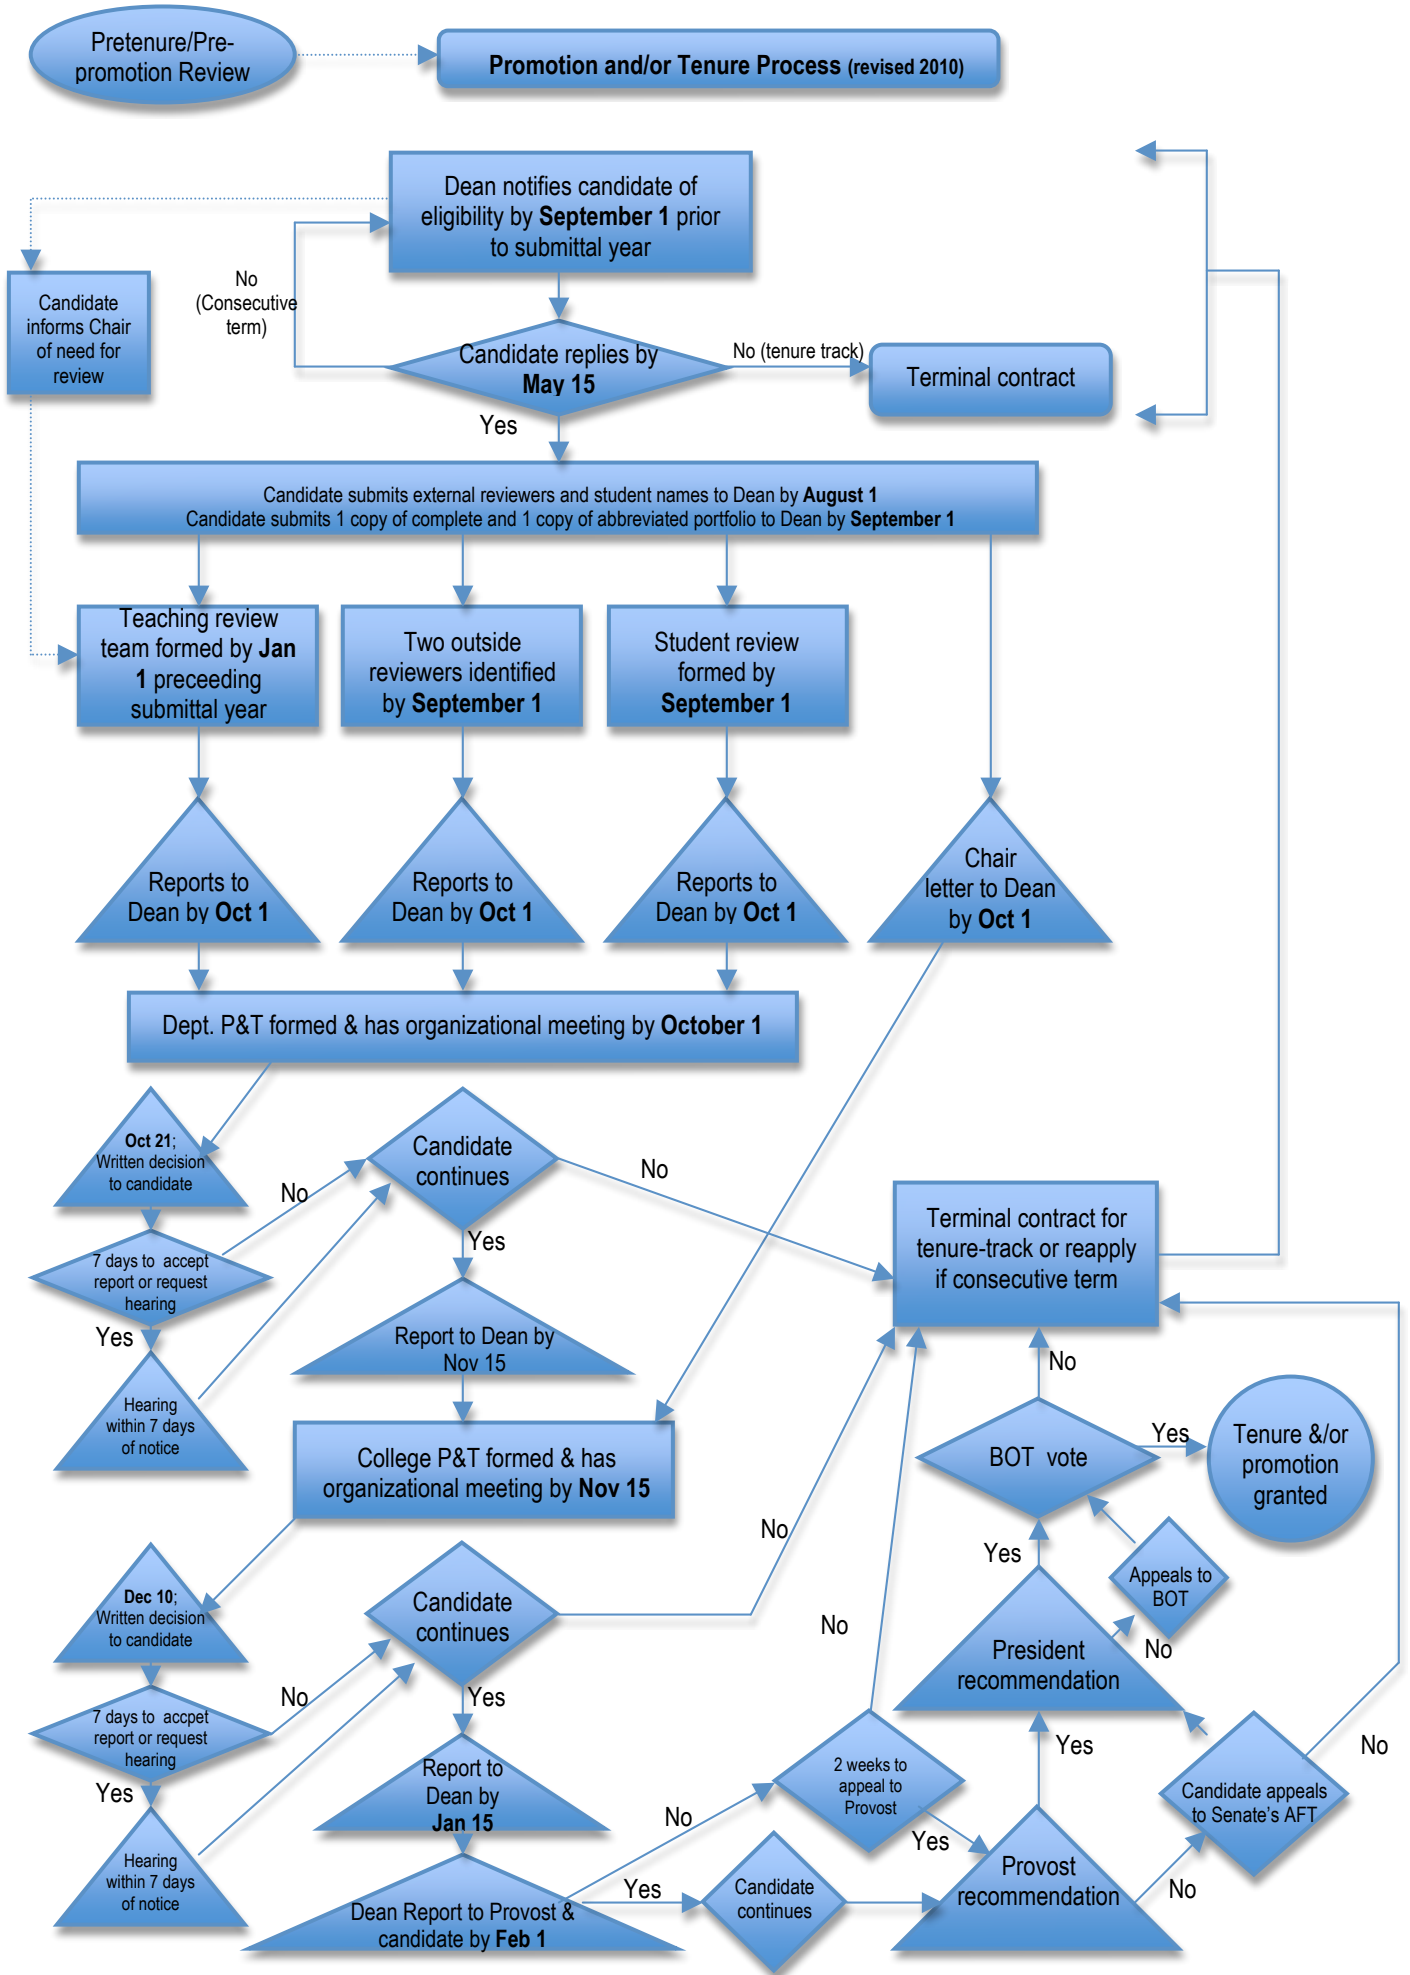 Pretenure/Pre-
promotion Review
Promotion and/or Tenure Process (revised 2010)
Dean notifies candidate of
eligibility by September 1 prior
to submittal year
No
(Consecutive
term)
Candidate
informs Chair
of need for
review
Candidate replies by
May 15
No (tenure track)
Terminal contract
Yes
Candidate submits external reviewers and student names to Dean by August 1
Candidate submits 1 copy of complete and 1 copy of abbreviated portfolio to Dean by September 1
Teaching review
team formed by Jan
1 preceeding
submittal year
Two outside
reviewers identified
by September 1
Student review
formed by
September 1
Reports to
Dean by Oct 1
Reports to
Dean by Oct 1
Reports to
Dean by Oct 1
Chair
letter to Dean
by Oct 1
Dept. P&T formed & has organizational meeting by October 1
Oct 21;
Written decision
to candidate
No
Candidate
continues
No
7 days to accept
report or request
hearing
Yes
Yes
Hearing
within 7 days
of notice
Report to Dean by
Nov 15
Terminal contract for
tenure-track or reapply
if consecutive term
College P&T formed & has
organizational meeting by Nov 15
No
BOT vote
Yes
Tenure &/or
promotion
granted
No
Yes
Appeals to
BOT
Dec 10;
Written decision
to candidate
No
Candidate
continues
No
President
recommendation
No
7 days to accpet
report or request
hearing
Yes
Yes
Hearing
within 7 days
of notice
Report to
Dean by
Jan 15
No
2 weeks to
appeal to
Provost
Yes
Yes
Candidate appeals
to Senate's AFT
No
Dean Report to Provost &
candidate by Feb 1
Yes
Candidate
continues
Provost
recommendation
No